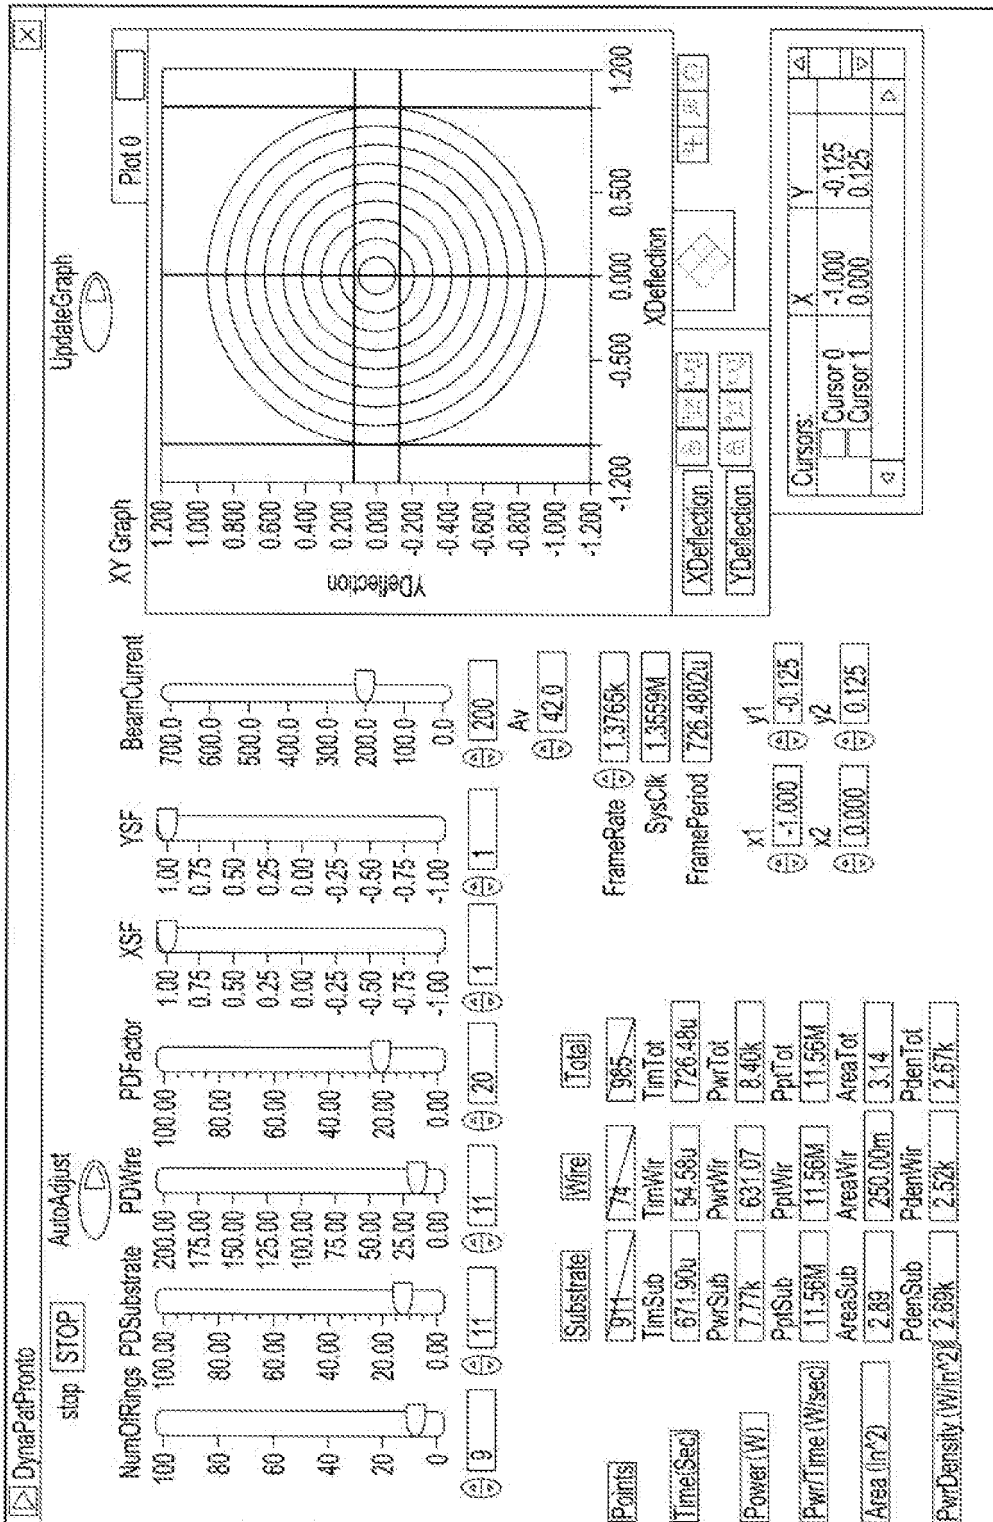 DynaPatPronto
stop STOP AutoAdjust UpdateGraph
NumOfRings PDSubstrate PDWire PDFactor XSF YSF BeamCurrent XY Graph Plot 0
100 100.00 200.00 100.00 1.00 1.00 700.0 1.200
80 80.00 175.00 80.00 0.75 0.75 600.0 1.000
60 60.00 150.00 60.00 0.50 0.50 500.0 0.800
40 40.00 125.00 40.00 0.25 0.25 400.0 0.600
20 20.00 100.00 20.00 0.00 0.00 300.0 0.400
0 0.00 75.00 0.00 -0.25 -0.25 200.0 0.200
50.00 -0.50 -0.50 100.0 0.000
25.00 -0.75 -0.75 0.0 -0.200
0.00 -1.00 -1.00 -0.400
-0.600
-0.800
-1.000
-1.200
YDeflection
9 11 11 20 1 1 200
-1.200 -0.500 0.000 0.500 1.200
XDeflection
Av
42.0
Substrate Wire Total
Points 911 74 985
FrameRate 1.3765k
TimSub TimWir TimTot
SysClk 1.3559M
Time(Sec) 671.90u 54.58u 726.48u
FramePeriod 726.4802u
PwrSub PwrWir PwrTot
Power (W) 7.77k 631.07 8.40k
PptSub PptWir PptTot
Pwr/Time (W/sec) 11.56M 11.56M 11.56M
AreaSub AreaWir AreaTot
Area (In^2) 2.89 250.00m 3.14
PdenSub PdenWir PdenTot
PwrDensity (W/in^2) 2.69k 2.52k 2.67k
x1 y1
-1.000 -0.125
x2 y2
0.000 0.125
XDeflection
YDeflection
Cursors: X Y
Cursor 0 -1.000 -0.125
Cursor 1 0.000 0.125